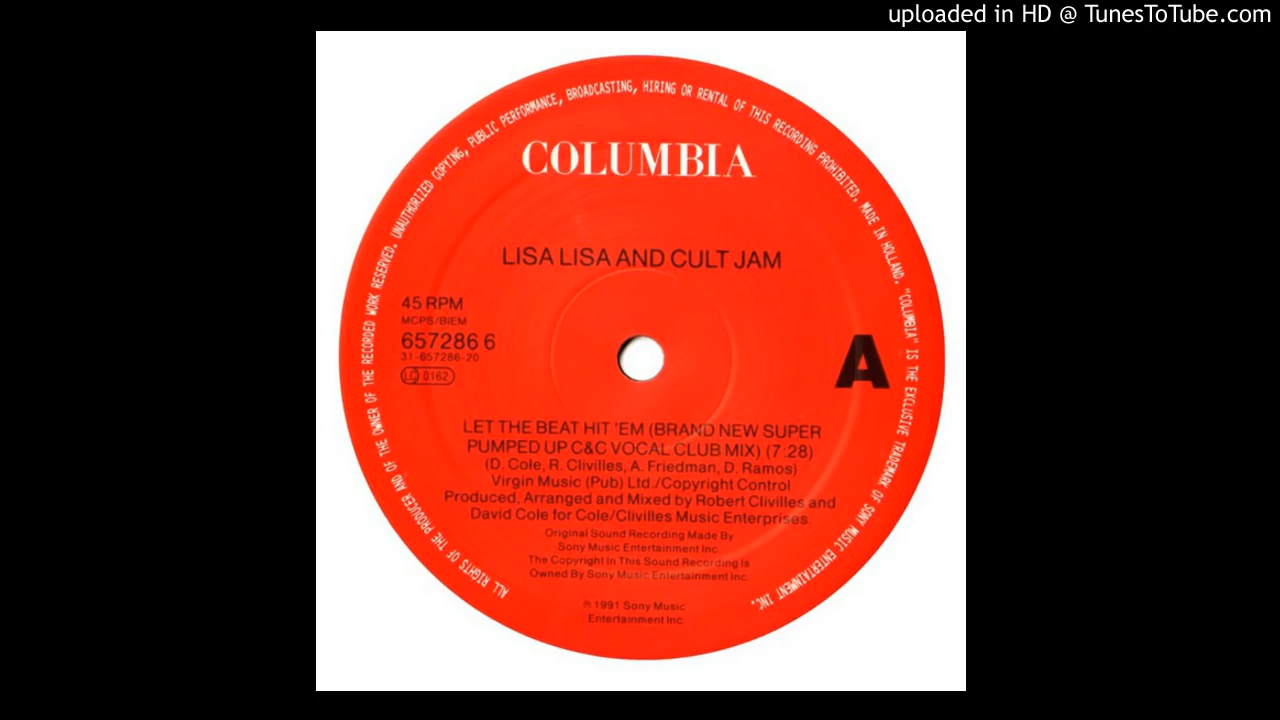 uploaded in HD @ TunesToTube.com
ALL RIGHTS OF THE PRODUCER AND OF THE OWNER OF THE RECORDED WORK RESERVED. UNAUTHORIZED COPYING, PUBLIC PERFORMANCE, BROADCASTING, HIRING OR RENTAL OF THIS RECORDING PROHIBITED. MADE IN HOLLAND. "COLUMBIA" IS THE EXCLUSIVE TRADEMARK OF SONY MUSIC ENTERTAINMENT INC.
COLUMBIA
LISA LISA AND CULT JAM
45 RPM
MCPS/BIEM
657286 6
31-657286-20
LC 0162
A
LET THE BEAT HIT 'EM (BRAND NEW SUPER
PUMPED UP C&C VOCAL CLUB MIX) (7:28)
(D. Cole, R. Clivilles, A. Friedman, D. Ramos)
Virgin Music (Pub) Ltd./Copyright Control
Produced, Arranged and Mixed by Robert Clivilles and
David Cole for Cole/Clivilles Music Enterprises.
Original Sound Recording Made By
Sony Music Entertainment Inc.
The Copyright In This Sound Recording Is
Owned By Sony Music Entertainment Inc.
℗ 1991 Sony Music
Entertainment Inc.